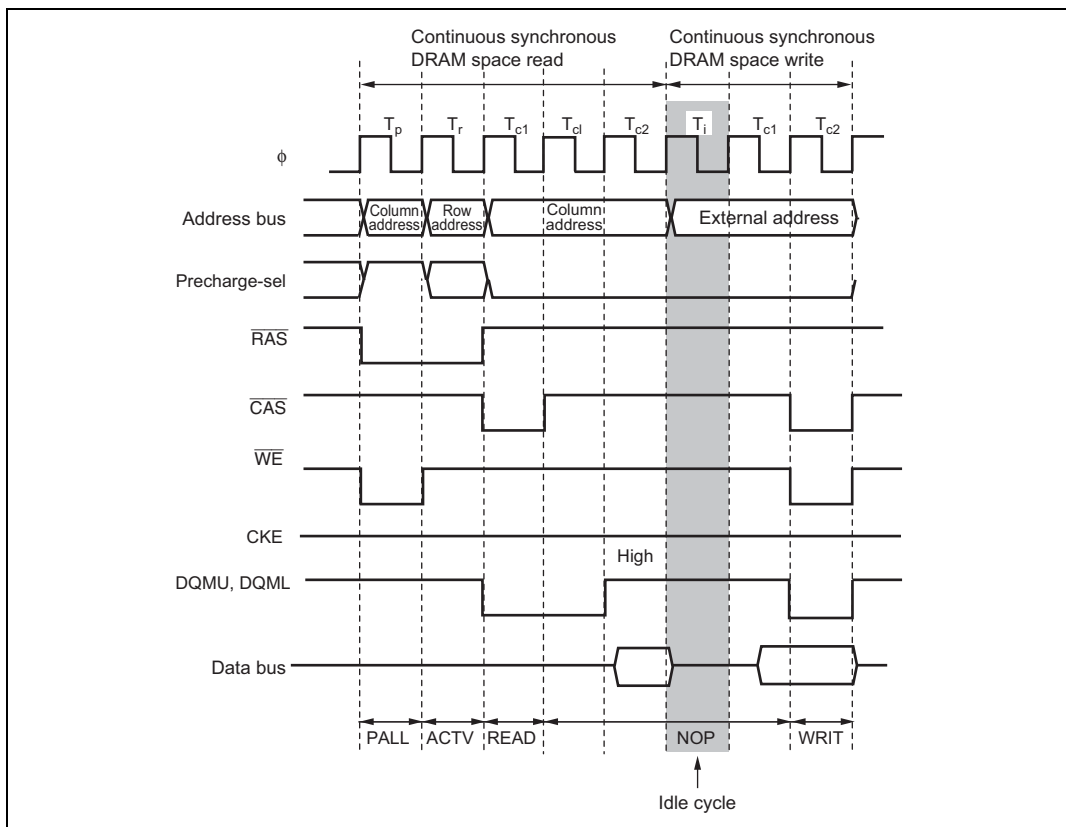 Continuous synchronous
DRAM space read
Continuous synchronous
DRAM space write
Tp Tr Tc1 Tcl Tc2 Ti Tc1 Tc2
ϕ
Address bus
Column
address
Row
address
Column
address
External address
Precharge-sel
RAS
CAS
WE
CKE
High
DQMU, DQML
Data bus
PALL ACTV READ NOP WRIT
Idle cycle